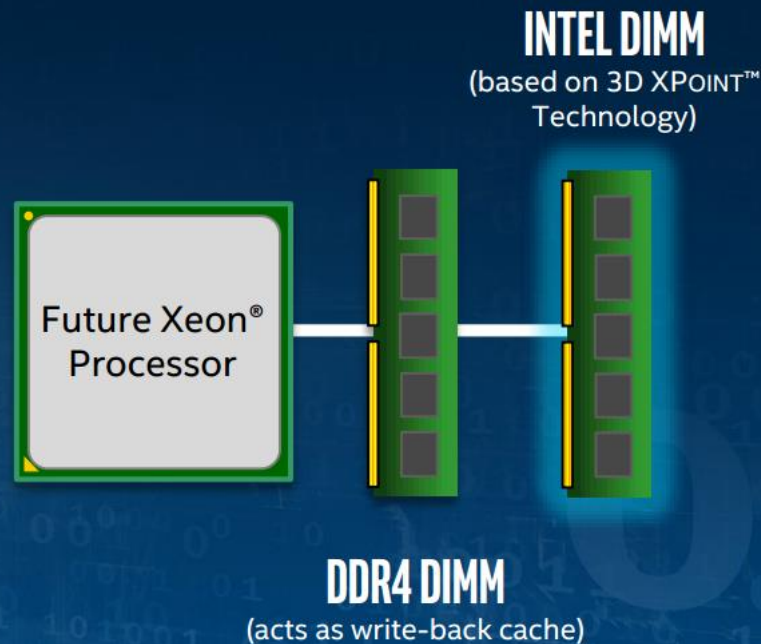 INTEL DIMM
(based on 3D XPOINT™
Technology)
Future Xeon®
Processor
DDR4 DIMM
(acts as write-back cache)